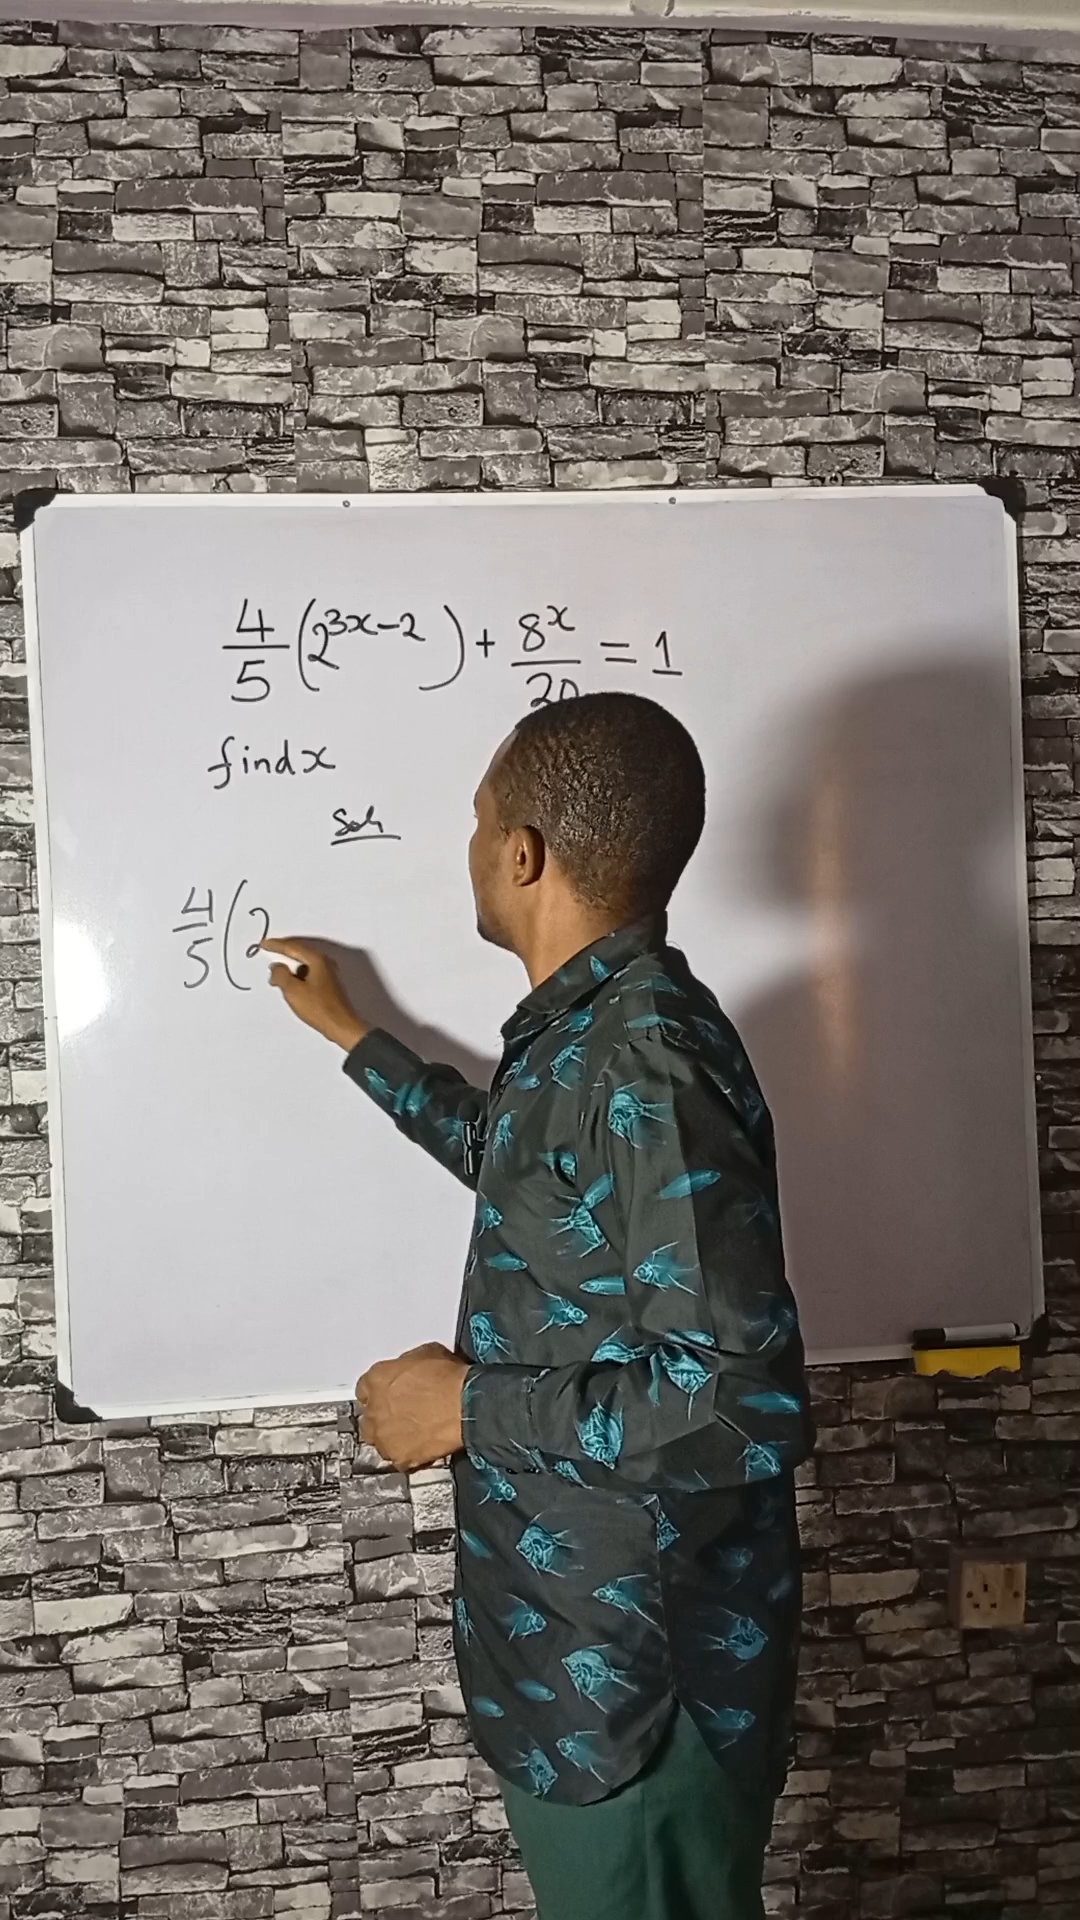 4/5 (2^(3x-2)) + 8^x/20 = 1
find x
Soln
4/5 (2